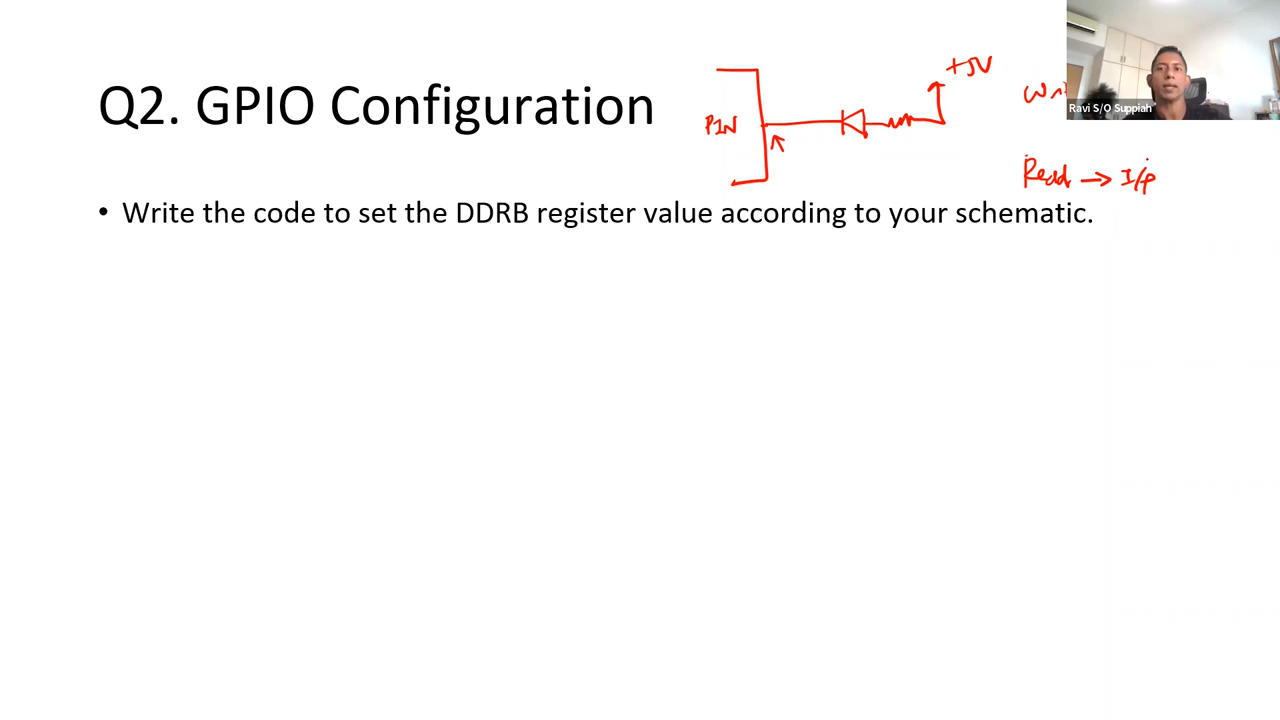 Q2. GPIO Configuration
PIN
+5V
Ravi S/O Suppiah
Read → I/p
• Write the code to set the DDRB register value according to your schematic.